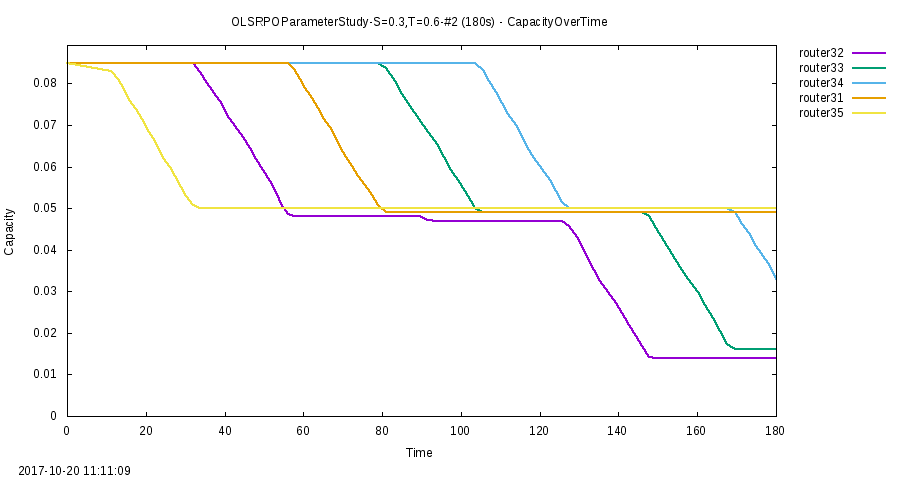 OLSRPOParameterStudy-S=0.3,T=0.6-#2 (180s) - CapacityOverTime
router32
router33
router34
router31
router35
0.08
0.07
0.06
0.05
0.04
0.03
0.02
0.01
0
Capacity
0 20 40 60 80 100 120 140 160 180
Time
2017-10-20 11:11:09